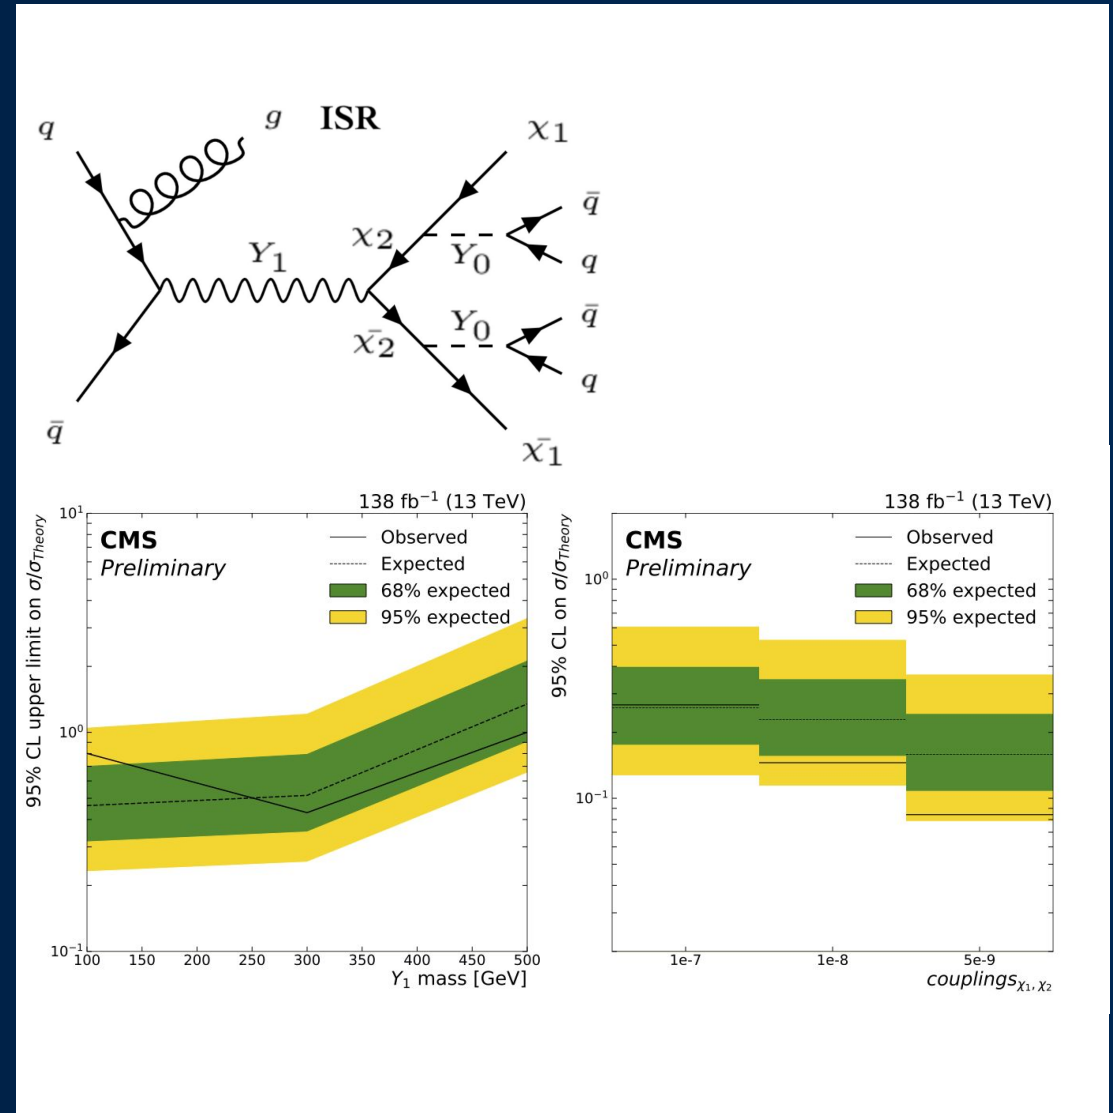 q
g ISR
χ1
q̄
χ2
Y1
Y0
q
q̄
Y0
χ̄2
q
q̄
χ̄1
138 fb⁻¹ (13 TeV)
CMS
Preliminary
Observed
Expected
68% expected
95% expected
95% CL upper limit on σ/σTheory
10¹
10⁰
10⁻¹
100 150 200 250 300 350 400 450 500
Y₁ mass [GeV]
138 fb⁻¹ (13 TeV)
CMS
Preliminary
Observed
Expected
68% expected
95% expected
95% CL on σ/σTheory
10⁰
10⁻¹
1e-7 1e-8 5e-9
couplingsχ₁, χ₂